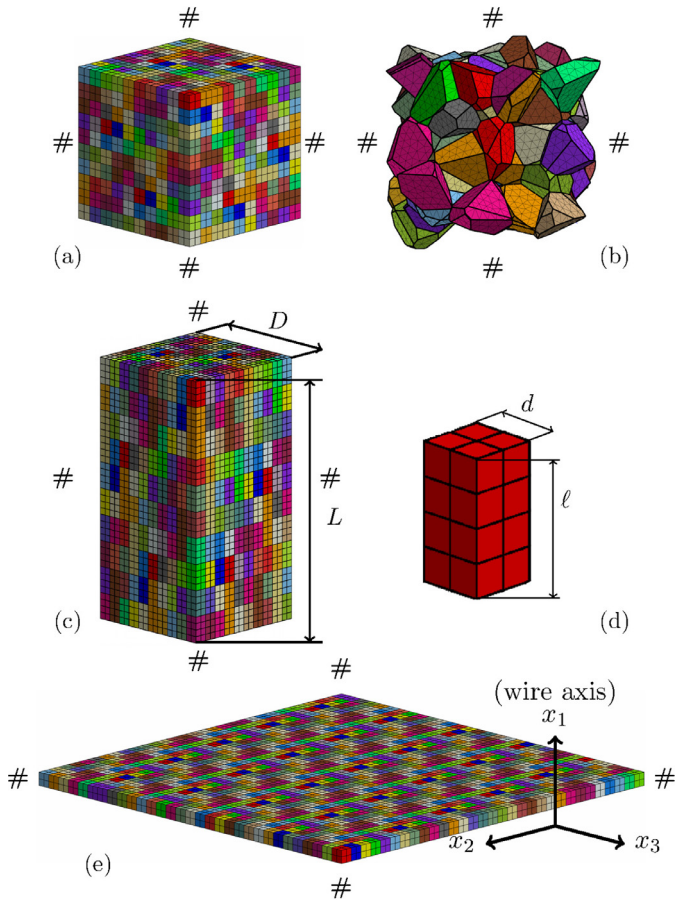 #
# # #
(a) # # (b)
# D
d
# # L ℓ
(c) # (d)
#
(wire axis)
x1
# #
x2 x3
(e) #